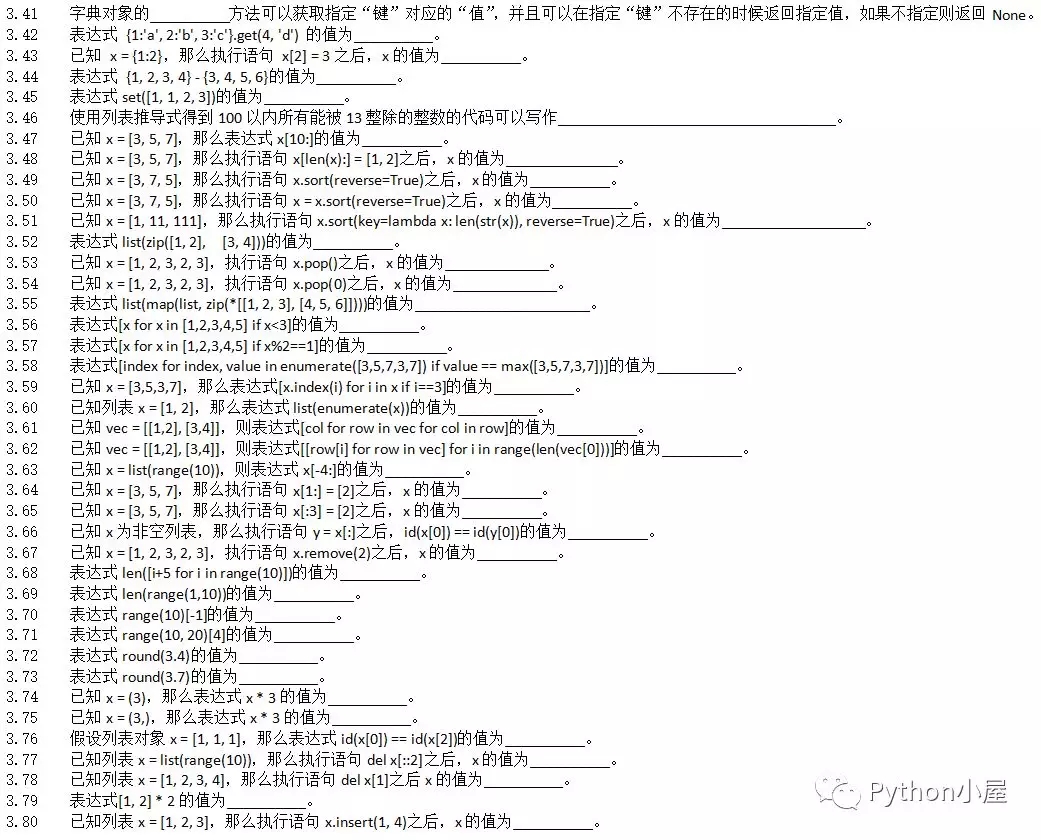 3.41 字典对象的__________方法可以获取指定“键”对应的“值”，并且可以在指定“键”不存在的时候返回指定值，如果不指定则返回 None。
3.42 表达式 {1:'a', 2:'b', 3:'c'}.get(4, 'd') 的值为__________。
3.43 已知 x = {1:2}，那么执行语句 x[2] = 3 之后，x 的值为__________。
3.44 表达式 {1, 2, 3, 4} - {3, 4, 5, 6}的值为__________。
3.45 表达式 set([1, 1, 2, 3])的值为__________。
3.46 使用列表推导式得到 100 以内所有能被 13 整除的整数的代码可以写作___________________________________。
3.47 已知 x = [3, 5, 7]，那么表达式 x[10:]的值为__________。
3.48 已知 x = [3, 5, 7]，那么执行语句 x[len(x):] = [1, 2]之后，x 的值为______________。
3.49 已知 x = [3, 7, 5]，那么执行语句 x.sort(reverse=True)之后，x 的值为__________。
3.50 已知 x = [3, 7, 5]，那么执行语句 x = x.sort(reverse=True)之后，x 的值为__________。
3.51 已知 x = [1, 11, 111]，那么执行语句 x.sort(key=lambda x: len(str(x)), reverse=True)之后，x 的值为__________________。
3.52 表达式 list(zip([1, 2], [3, 4]))的值为__________。
3.53 已知 x = [1, 2, 3, 2, 3]，执行语句 x.pop()之后，x 的值为_____________。
3.54 已知 x = [1, 2, 3, 2, 3]，执行语句 x.pop(0)之后，x 的值为_____________。
3.55 表达式 list(map(list, zip(*[[1, 2, 3], [4, 5, 6]])))的值为______________________。
3.56 表达式[x for x in [1,2,3,4,5] if x<3]的值为__________。
3.57 表达式[x for x in [1,2,3,4,5] if x%2==1]的值为__________。
3.58 表达式[index for index, value in enumerate([3,5,7,3,7]) if value == max([3,5,7,3,7])]的值为__________。
3.59 已知 x = [3,5,3,7]，那么表达式[x.index(i) for i in x if i==3]的值为__________。
3.60 已知列表 x = [1, 2]，那么表达式 list(enumerate(x))的值为__________。
3.61 已知 vec = [[1,2], [3,4]]，则表达式[col for row in vec for col in row]的值为__________。
3.62 已知 vec = [[1,2], [3,4]]，则表达式[[row[i] for row in vec] for i in range(len(vec[0]))]的值为__________。
3.63 已知 x = list(range(10))，则表达式 x[-4:]的值为__________。
3.64 已知 x = [3, 5, 7]，那么执行语句 x[1:] = [2]之后，x 的值为__________。
3.65 已知 x = [3, 5, 7]，那么执行语句 x[:3] = [2]之后，x 的值为__________。
3.66 已知 x 为非空列表，那么执行语句 y = x[:]之后，id(x[0]) == id(y[0])的值为__________。
3.67 已知 x = [1, 2, 3, 2, 3]，执行语句 x.remove(2)之后，x 的值为__________。
3.68 表达式 len([i+5 for i in range(10)])的值为__________。
3.69 表达式 len(range(1,10))的值为__________。
3.70 表达式 range(10)[-1]的值为__________。
3.71 表达式 range(10, 20)[4]的值为__________。
3.72 表达式 round(3.4)的值为__________。
3.73 表达式 round(3.7)的值为__________。
3.74 已知 x = (3)，那么表达式 x * 3 的值为__________。
3.75 已知 x = (3,)，那么表达式 x * 3 的值为__________。
3.76 假设列表对象 x = [1, 1, 1]，那么表达式 id(x[0]) == id(x[2])的值为__________。
3.77 已知列表 x = list(range(10))，那么执行语句 del x[::2]之后，x 的值为__________。
3.78 已知列表 x = [1, 2, 3, 4]，那么执行语句 del x[1]之后 x 的值为__________。
3.79 表达式[1, 2] * 2 的值为__________。
3.80 已知列表 x = [1, 2, 3]，那么执行语句 x.insert(1, 4)之后，x 的值为__________。
Python小屋